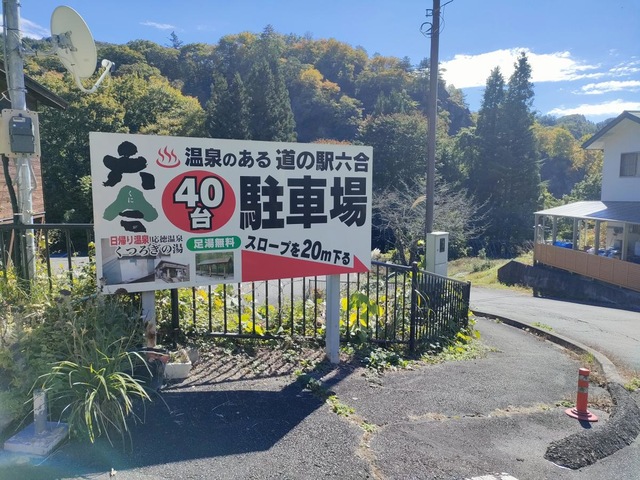 温泉のある 道の駅六合
六合
くに
40台
駐車場
日帰り温泉 応徳温泉
くつろぎの湯
足湯無料
スロープを20m下る